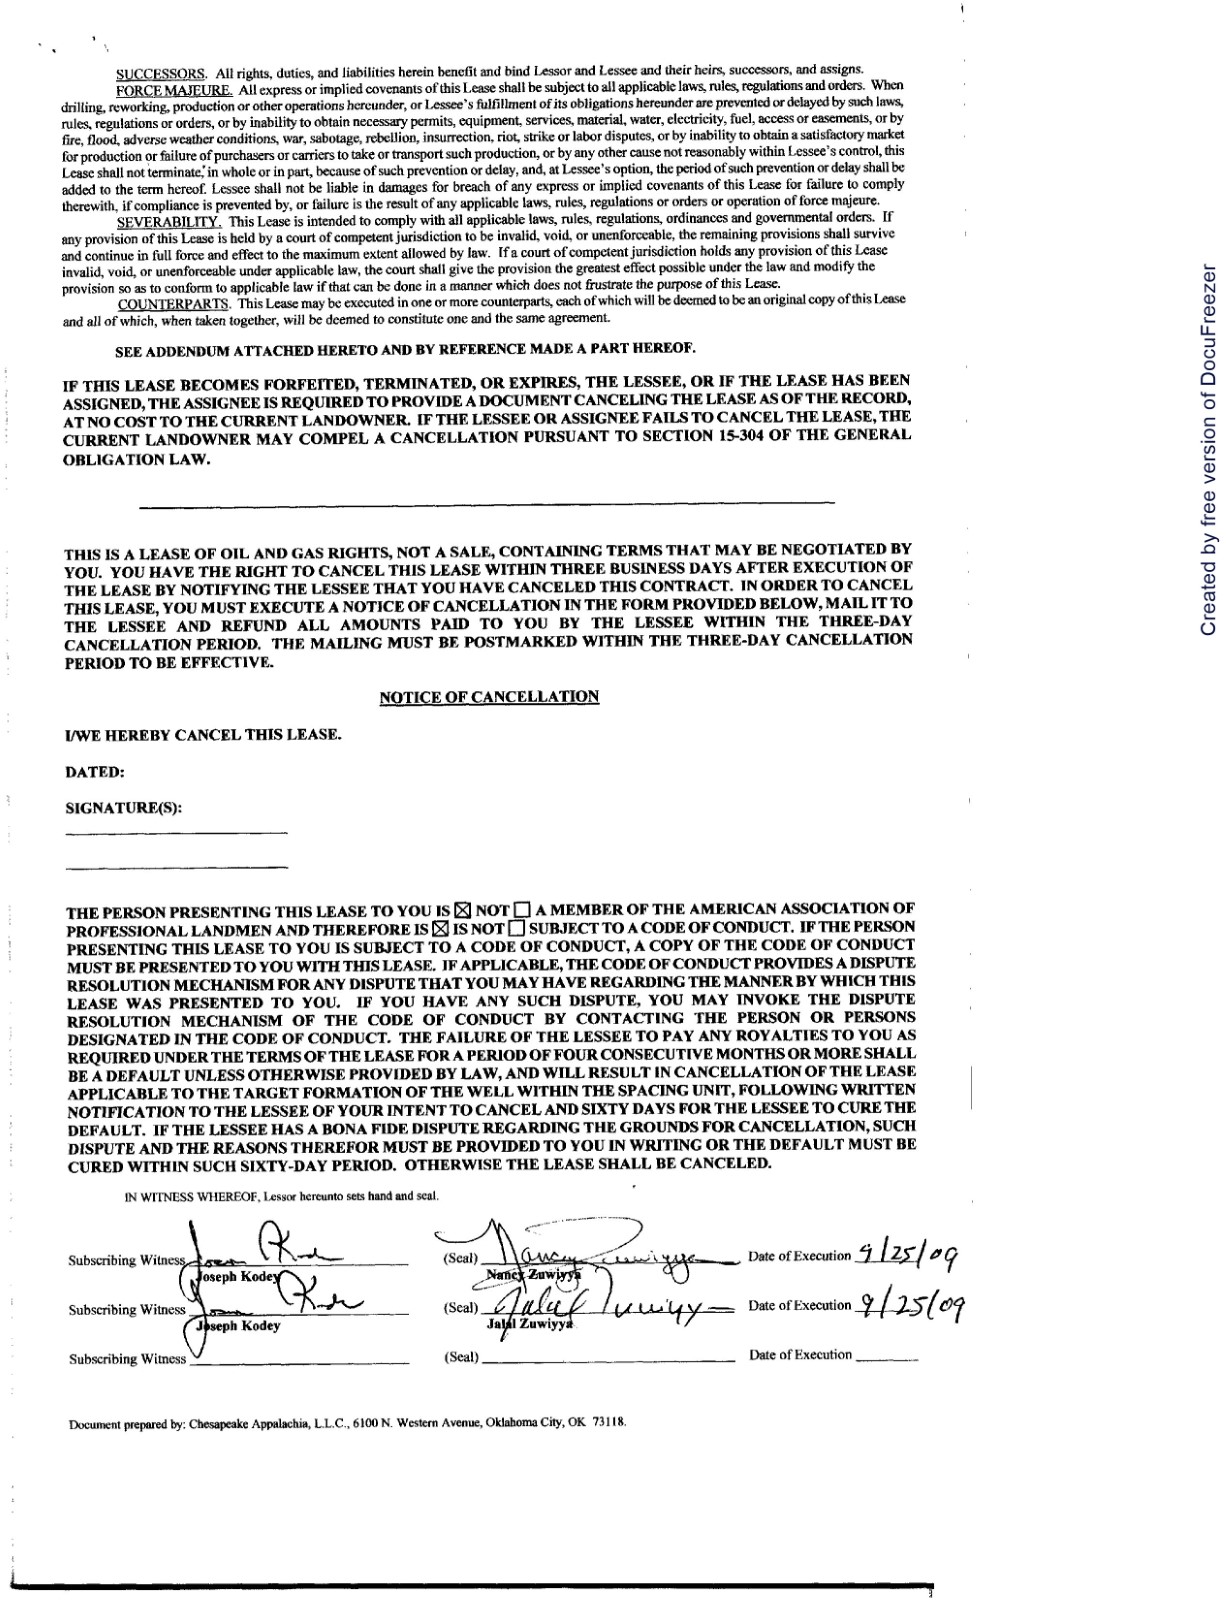 SUCCESSORS. All rights, duties, and liabilities herein benefit and bind Lessor and Lessee and their heirs, successors, and assigns.
FORCE MAJEURE. All express or implied covenants of this Lease shall be subject to all applicable laws, rules, regulations and orders. When
drilling, reworking, production or other operations hereunder, or Lessee's fulfillment of its obligations hereunder are prevented or delayed by such laws,
rules, regulations or orders, or by inability to obtain necessary permits, equipment, services, material, water, electricity, fuel, access or easements, or by
fire, flood, adverse weather conditions, war, sabotage, rebellion, insurrection, riot, strike or labor disputes, or by inability to obtain a satisfactory market
for production or failure of purchasers or carriers to take or transport such production, or by any other cause not reasonably within Lessee's control, this
Lease shall not terminate, in whole or in part, because of such prevention or delay, and, at Lessee's option, the period of such prevention or delay shall be
added to the term hereof. Lessee shall not be liable in damages for breach of any express or implied covenants of this Lease for failure to comply
therewith, if compliance is prevented by, or failure is the result of any applicable laws, rules, regulations or orders or operation of force majeure.
SEVERABILITY. This Lease is intended to comply with all applicable laws, rules, regulations, ordinances and governmental orders. If
any provision of this Lease is held by a court of competent jurisdiction to be invalid, void, or unenforceable, the remaining provisions shall survive
and continue in full force and effect to the maximum extent allowed by law. If a court of competent jurisdiction holds any provision of this Lease
invalid, void, or unenforceable under applicable law, the court shall give the provision the greatest effect possible under the law and modify the
provision so as to conform to applicable law if that can be done in a manner which does not frustrate the purpose of this Lease.
COUNTERPARTS. This Lease may be executed in one or more counterparts, each of which will be deemed to be an original copy of this Lease
and all of which, when taken together, will be deemed to constitute one and the same agreement.
SEE ADDENDUM ATTACHED HERETO AND BY REFERENCE MADE A PART HEREOF.
IF THIS LEASE BECOMES FORFEITED, TERMINATED, OR EXPIRES, THE LESSEE, OR IF THE LEASE HAS BEEN
ASSIGNED, THE ASSIGNEE IS REQUIRED TO PROVIDE A DOCUMENT CANCELING THE LEASE AS OF THE RECORD,
AT NO COST TO THE CURRENT LANDOWNER. IF THE LESSEE OR ASSIGNEE FAILS TO CANCEL THE LEASE, THE
CURRENT LANDOWNER MAY COMPEL A CANCELLATION PURSUANT TO SECTION 15-304 OF THE GENERAL
OBLIGATION LAW.
THIS IS A LEASE OF OIL AND GAS RIGHTS, NOT A SALE, CONTAINING TERMS THAT MAY BE NEGOTIATED BY
YOU. YOU HAVE THE RIGHT TO CANCEL THIS LEASE WITHIN THREE BUSINESS DAYS AFTER EXECUTION OF
THE LEASE BY NOTIFYING THE LESSEE THAT YOU HAVE CANCELED THIS CONTRACT. IN ORDER TO CANCEL
THIS LEASE, YOU MUST EXECUTE A NOTICE OF CANCELLATION IN THE FORM PROVIDED BELOW, MAIL IT TO
THE LESSEE AND REFUND ALL AMOUNTS PAID TO YOU BY THE LESSEE WITHIN THE THREE-DAY
CANCELLATION PERIOD. THE MAILING MUST BE POSTMARKED WITHIN THE THREE-DAY CANCELLATION
PERIOD TO BE EFFECTIVE.
NOTICE OF CANCELLATION
I/WE HEREBY CANCEL THIS LEASE.
DATED:
SIGNATURE(S):
THE PERSON PRESENTING THIS LEASE TO YOU IS ☒ NOT ☐ A MEMBER OF THE AMERICAN ASSOCIATION OF
PROFESSIONAL LANDMEN AND THEREFORE IS ☒ IS NOT ☐ SUBJECT TO A CODE OF CONDUCT. IF THE PERSON
PRESENTING THIS LEASE TO YOU IS SUBJECT TO A CODE OF CONDUCT, A COPY OF THE CODE OF CONDUCT
MUST BE PRESENTED TO YOU WITH THIS LEASE. IF APPLICABLE, THE CODE OF CONDUCT PROVIDES A DISPUTE
RESOLUTION MECHANISM FOR ANY DISPUTE THAT YOU MAY HAVE REGARDING THE MANNER BY WHICH THIS
LEASE WAS PRESENTED TO YOU. IF YOU HAVE ANY SUCH DISPUTE, YOU MAY INVOKE THE DISPUTE
RESOLUTION MECHANISM OF THE CODE OF CONDUCT BY CONTACTING THE PERSON OR PERSONS
DESIGNATED IN THE CODE OF CONDUCT. THE FAILURE OF THE LESSEE TO PAY ANY ROYALTIES TO YOU AS
REQUIRED UNDER THE TERMS OF THE LEASE FOR A PERIOD OF FOUR CONSECUTIVE MONTHS OR MORE SHALL
BE A DEFAULT UNLESS OTHERWISE PROVIDED BY LAW, AND WILL RESULT IN CANCELLATION OF THE LEASE
APPLICABLE TO THE TARGET FORMATION OF THE WELL WITHIN THE SPACING UNIT, FOLLOWING WRITTEN
NOTIFICATION TO THE LESSEE OF YOUR INTENT TO CANCEL AND SIXTY DAYS FOR THE LESSEE TO CURE THE
DEFAULT. IF THE LESSEE HAS A BONA FIDE DISPUTE REGARDING THE GROUNDS FOR CANCELLATION, SUCH
DISPUTE AND THE REASONS THEREFOR MUST BE PROVIDED TO YOU IN WRITING OR THE DEFAULT MUST BE
CURED WITHIN SUCH SIXTY-DAY PERIOD. OTHERWISE THE LEASE SHALL BE CANCELED.
IN WITNESS WHEREOF, Lessor hereunto sets hand and seal.
Subscribing Witness (Seal) Nancy Zuwiyya Date of Execution 9/25/09
Joseph Kodey Nancy Zuwiyya
Subscribing Witness (Seal) Jalal Zuwiyya Date of Execution 9/25/09
Joseph Kodey Jalal Zuwiyya
Subscribing Witness (Seal) Date of Execution
Document prepared by: Chesapeake Appalachia, L.L.C., 6100 N. Western Avenue, Oklahoma City, OK 73118.
Created by free version of DocuFreezer